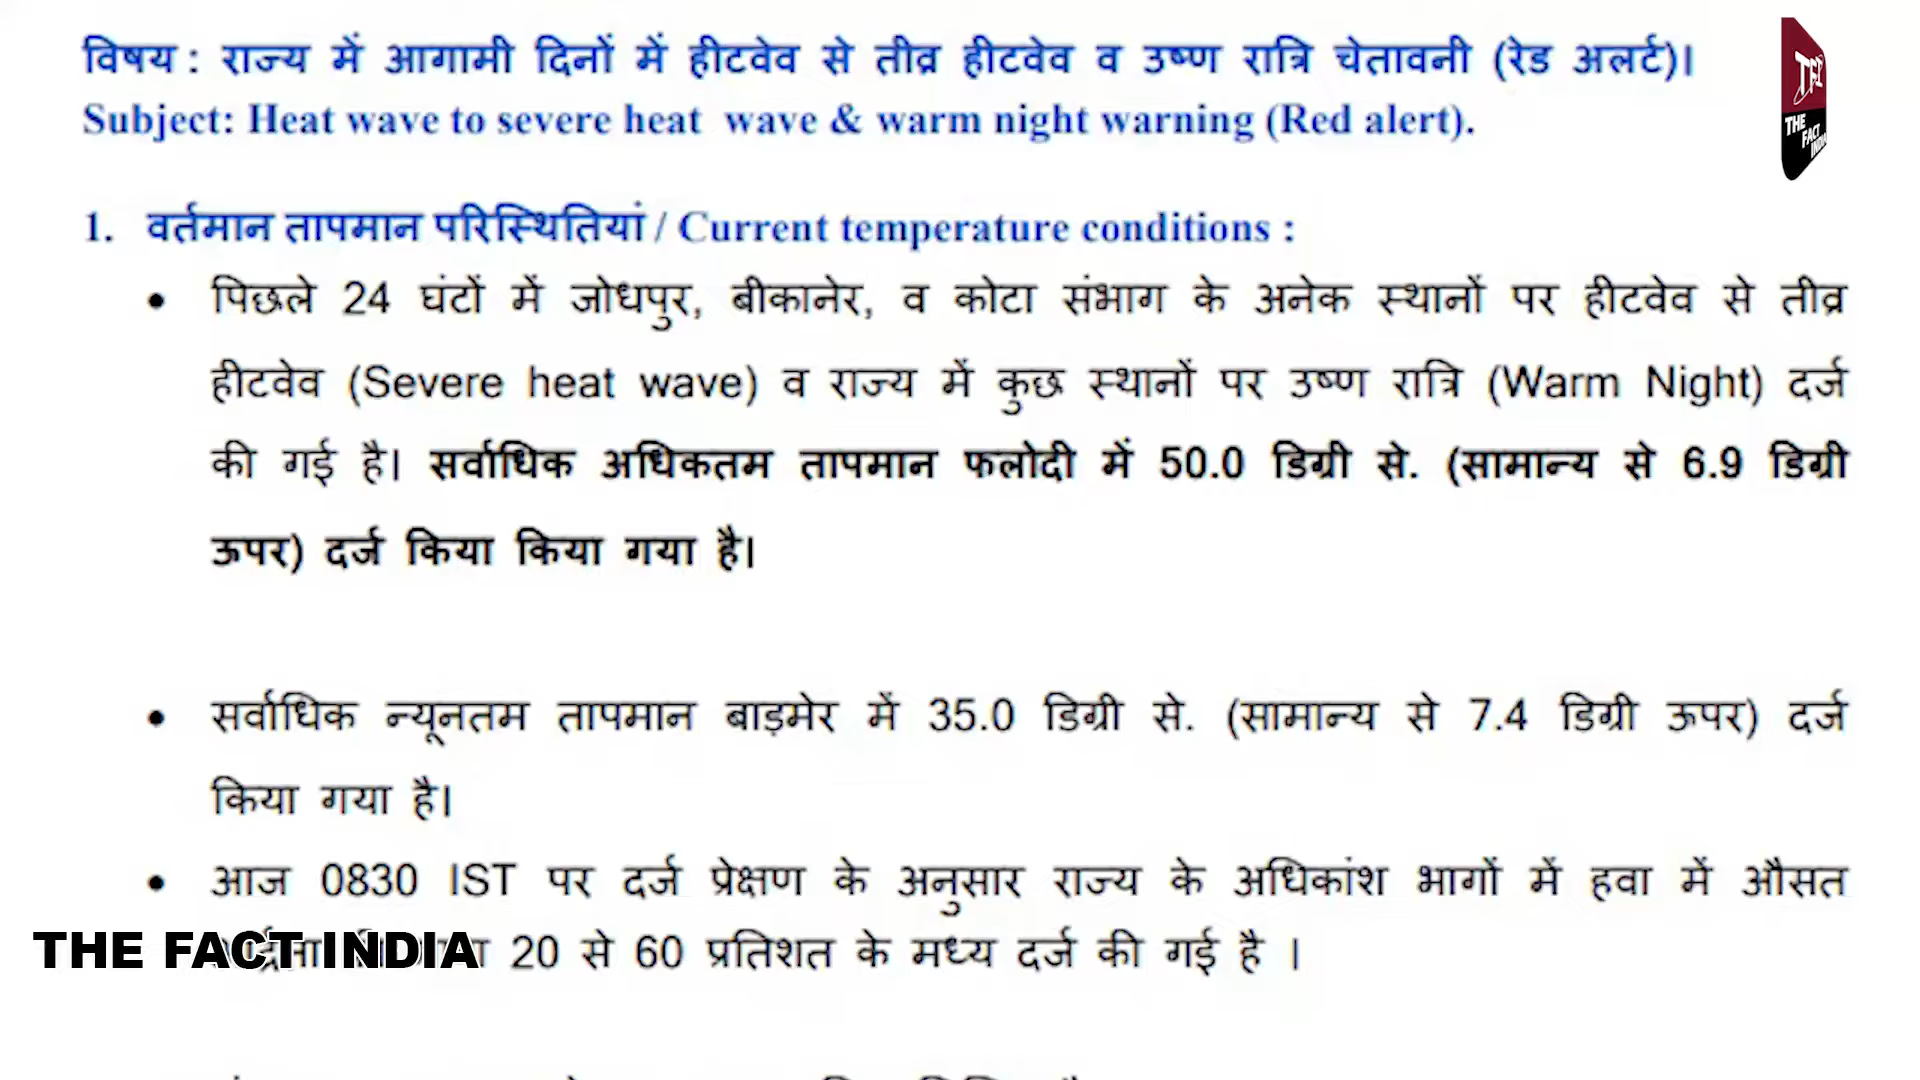 विषय : राज्य में आगामी दिनों में हीटवेव से तीव्र हीटवेव व उष्ण रात्रि चेतावनी (रेड अलर्ट)।
Subject: Heat wave to severe heat wave & warm night warning (Red alert).
TFI
THE
FACT
INDIA
1. वर्तमान तापमान परिस्थितियां / Current temperature conditions :
• पिछले 24 घंटों में जोधपुर, बीकानेर, व कोटा संभाग के अनेक स्थानों पर हीटवेव से तीव्र
हीटवेव (Severe heat wave) व राज्य में कुछ स्थानों पर उष्ण रात्रि (Warm Night) दर्ज
की गई है। सर्वाधिक अधिकतम तापमान फलोदी में 50.0 डिग्री से. (सामान्य से 6.9 डिग्री
ऊपर) दर्ज किया किया गया है।
• सर्वाधिक न्यूनतम तापमान बाड़मेर में 35.0 डिग्री से. (सामान्य से 7.4 डिग्री ऊपर) दर्ज
किया गया है।
• आज 0830 IST पर दर्ज प्रेक्षण के अनुसार राज्य के अधिकांश भागों में हवा में औसत
20 से 60 प्रतिशत के मध्य दर्ज की गई है ।
THE FACT INDIA